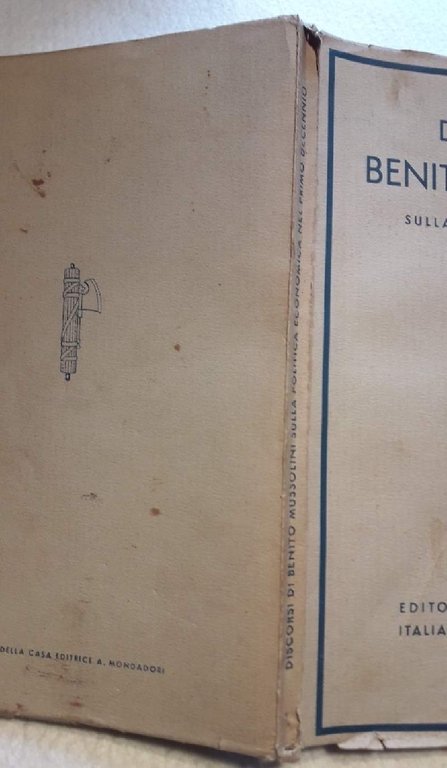 DELLA CASA EDITRICE A. MONDADORI
DISCORSI DI BENITO MUSSOLINI SULLA POLITICA ECONOMICA NEL PRIMO DECENNIO
D
BENIT
SULLA
EDITO
ITALIA